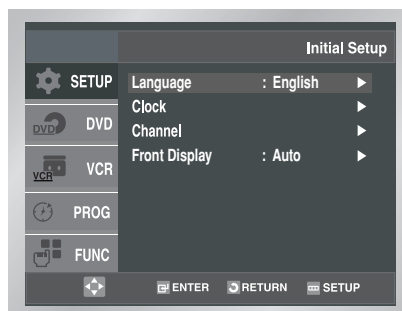 Initial Setup
SETUP
Language : English ►
Clock ►
DVD DVD
Channel ►
Front Display : Auto ►
VCR VCR
PROG
FUNC
ENTER RETURN SETUP